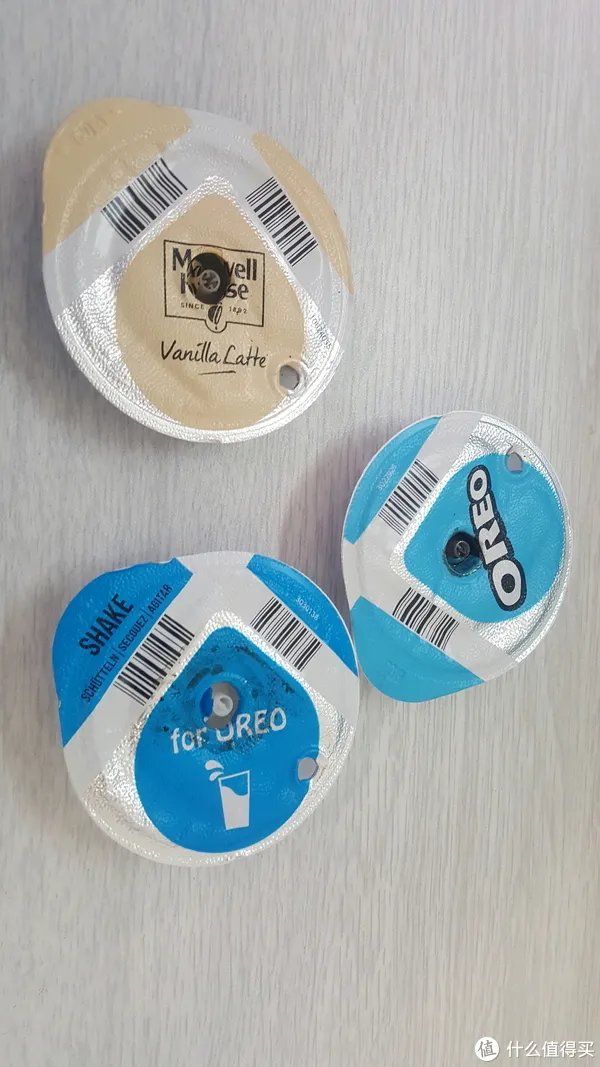 Maxwell
House
SINCE 1892
Vanilla Latte
OREO
SHAKE
SCHÜTTELN | SECOUEZ | AGITAR
for OREO
什么值得买